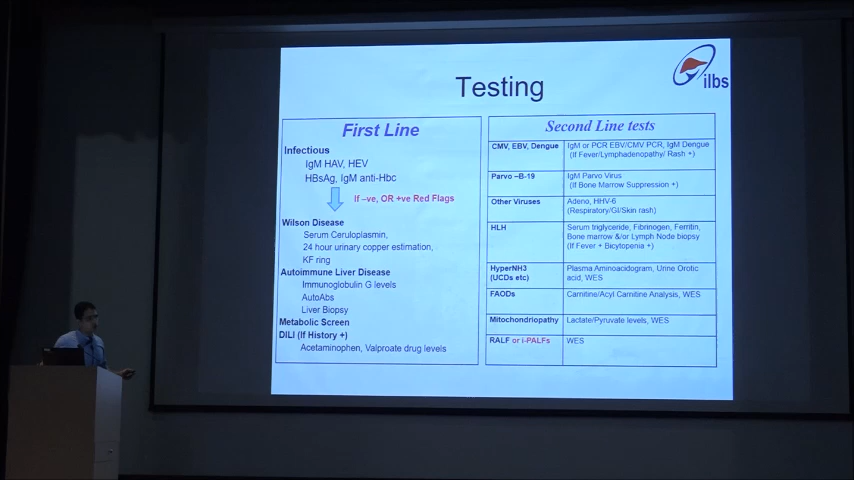 Testing
ilbs
First Line
Infectious
IgM HAV, HEV
HBsAg, IgM anti-Hbc
If –ve, OR +ve Red Flags
Wilson Disease
Serum Ceruloplasmin,
24 hour urinary copper estimation,
KF ring
Autoimmune Liver Disease
Immunoglobulin G levels
AutoAbs
Liver Biopsy
Metabolic Screen
DILI (If History +)
Acetaminophen, Valproate drug levels
Second Line tests
CMV, EBV, Dengue
IgM or PCR EBV/CMV PCR, IgM Dengue
(If Fever/Lymphadenopathy/ Rash +)
Parvo –B-19
IgM Parvo Virus
(If Bone Marrow Suppression +)
Other Viruses
Adeno, HHV-6
(Respiratory/GI/Skin rash)
HLH
Serum triglyceride, Fibrinogen, Ferritin,
Bone marrow &/or Lymph Node biopsy
(If Fever + Bicytopenia +)
HyperNH3
(UCDs etc)
Plasma Aminoacidogram, Urine Orotic
acid, WES
FAODs
Carnitine/Acyl Carnitine Analysis, WES
Mitochondriopathy
Lactate/Pyruvate levels, WES
RALF or i-PALFs
WES